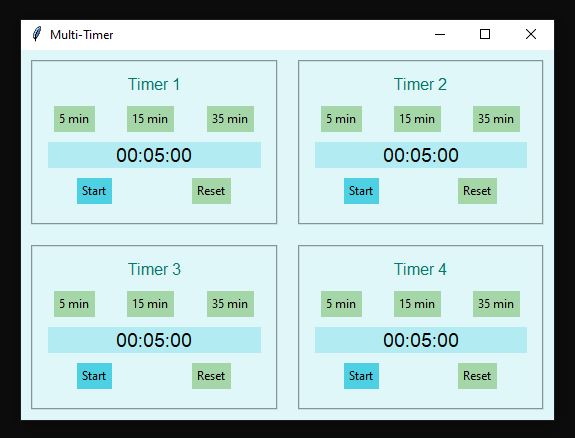 Multi-Timer
Timer 1
5 min 15 min 35 min
00:05:00
Start Reset
Timer 2
5 min 15 min 35 min
00:05:00
Start Reset
Timer 3
5 min 15 min 35 min
00:05:00
Start Reset
Timer 4
5 min 15 min 35 min
00:05:00
Start Reset